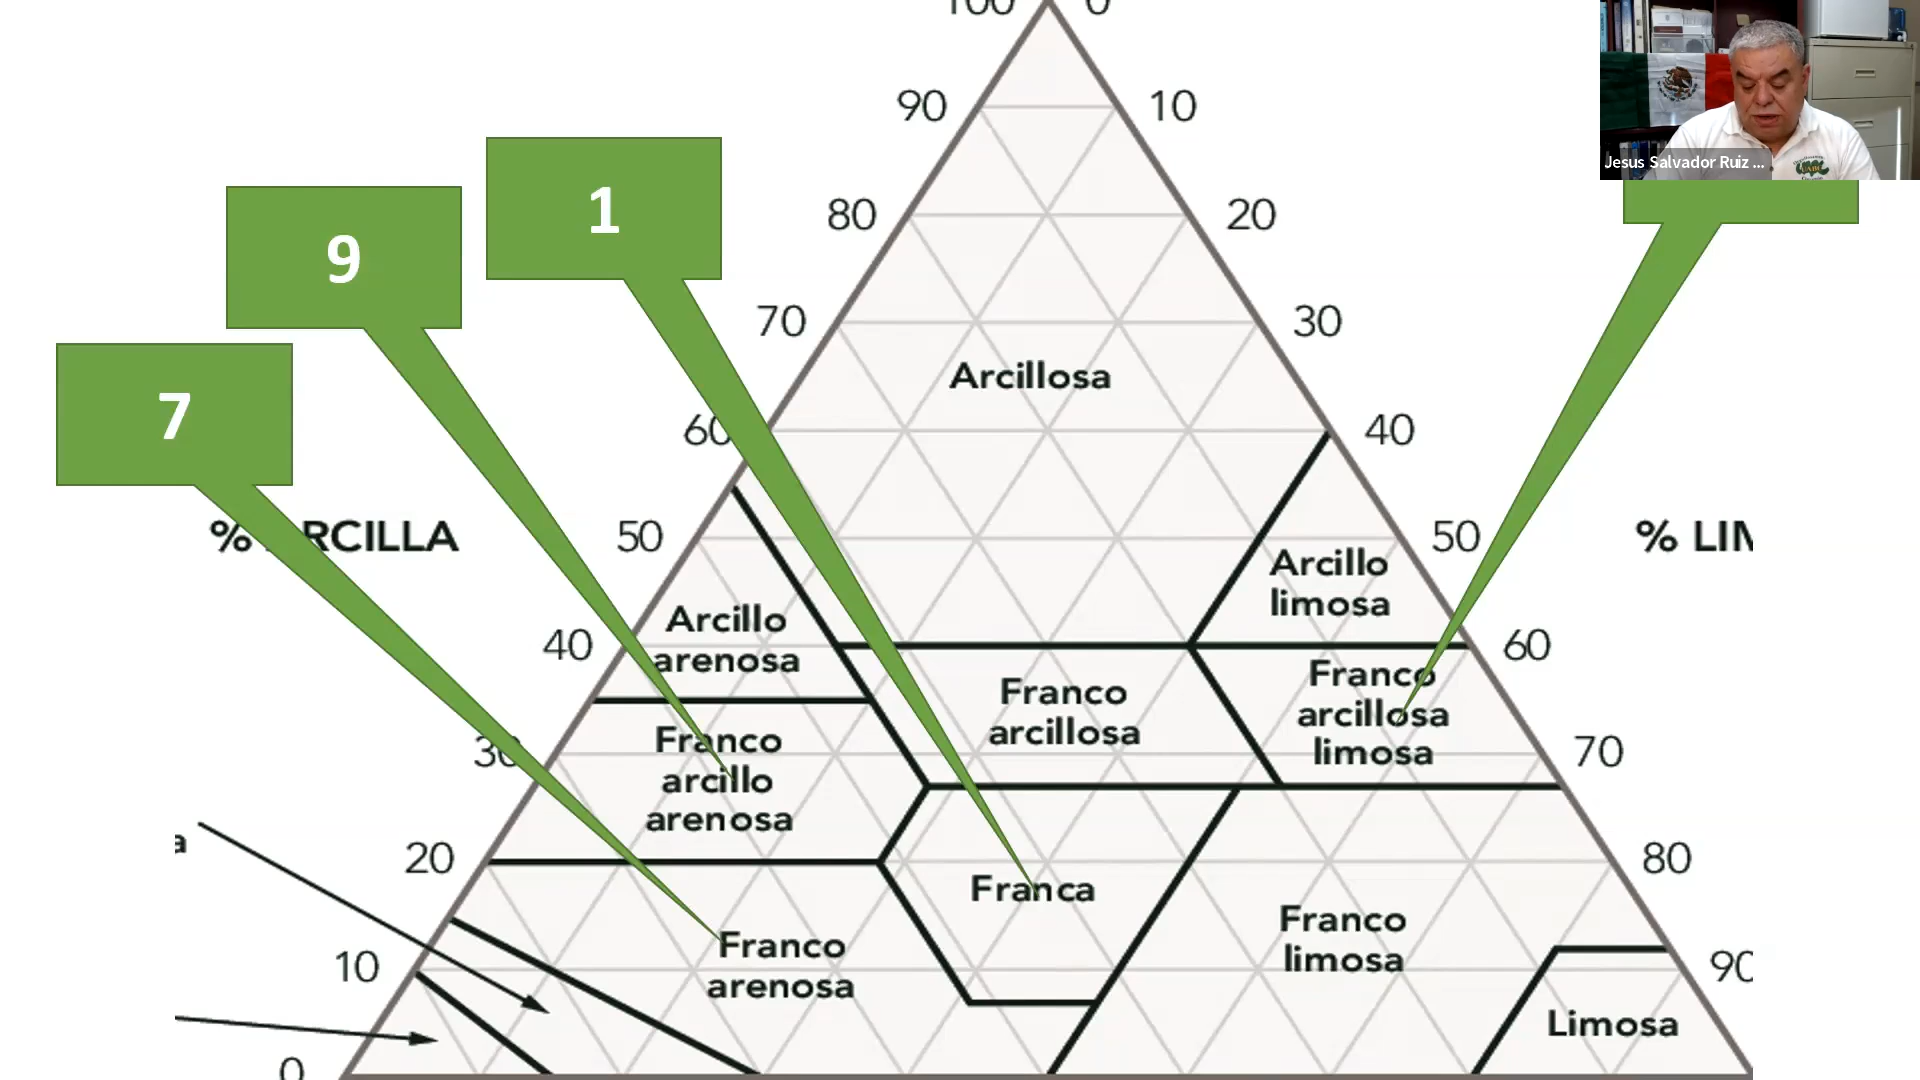 100 0
90 10
80 20
70 30
60 40
50 50
40 60
30 70
20 80
10 90
0
1
9
7
% ARCILLA
% LIM
Arcillosa
Arcillo
limosa
Arcillo
arenosa
Franco
arcillosa
Franco
arcillosa
limosa
Franco
arcillo
arenosa
Franca
Franco
arenosa
Franco
limosa
Limosa
a
Jesus Salvador Ruiz ...
UABC